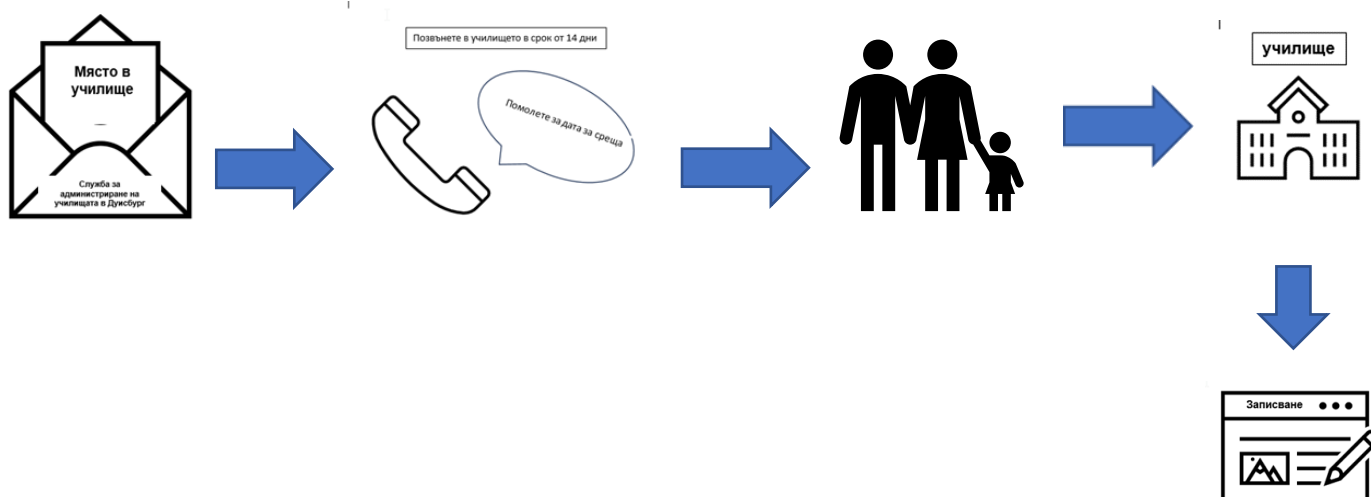 Място в
училище
Служба за
администриране на
училищата в Дуисбург
Позвънете в училището в срок от 14 дни
Помолете за дата за среща
училище
Записване